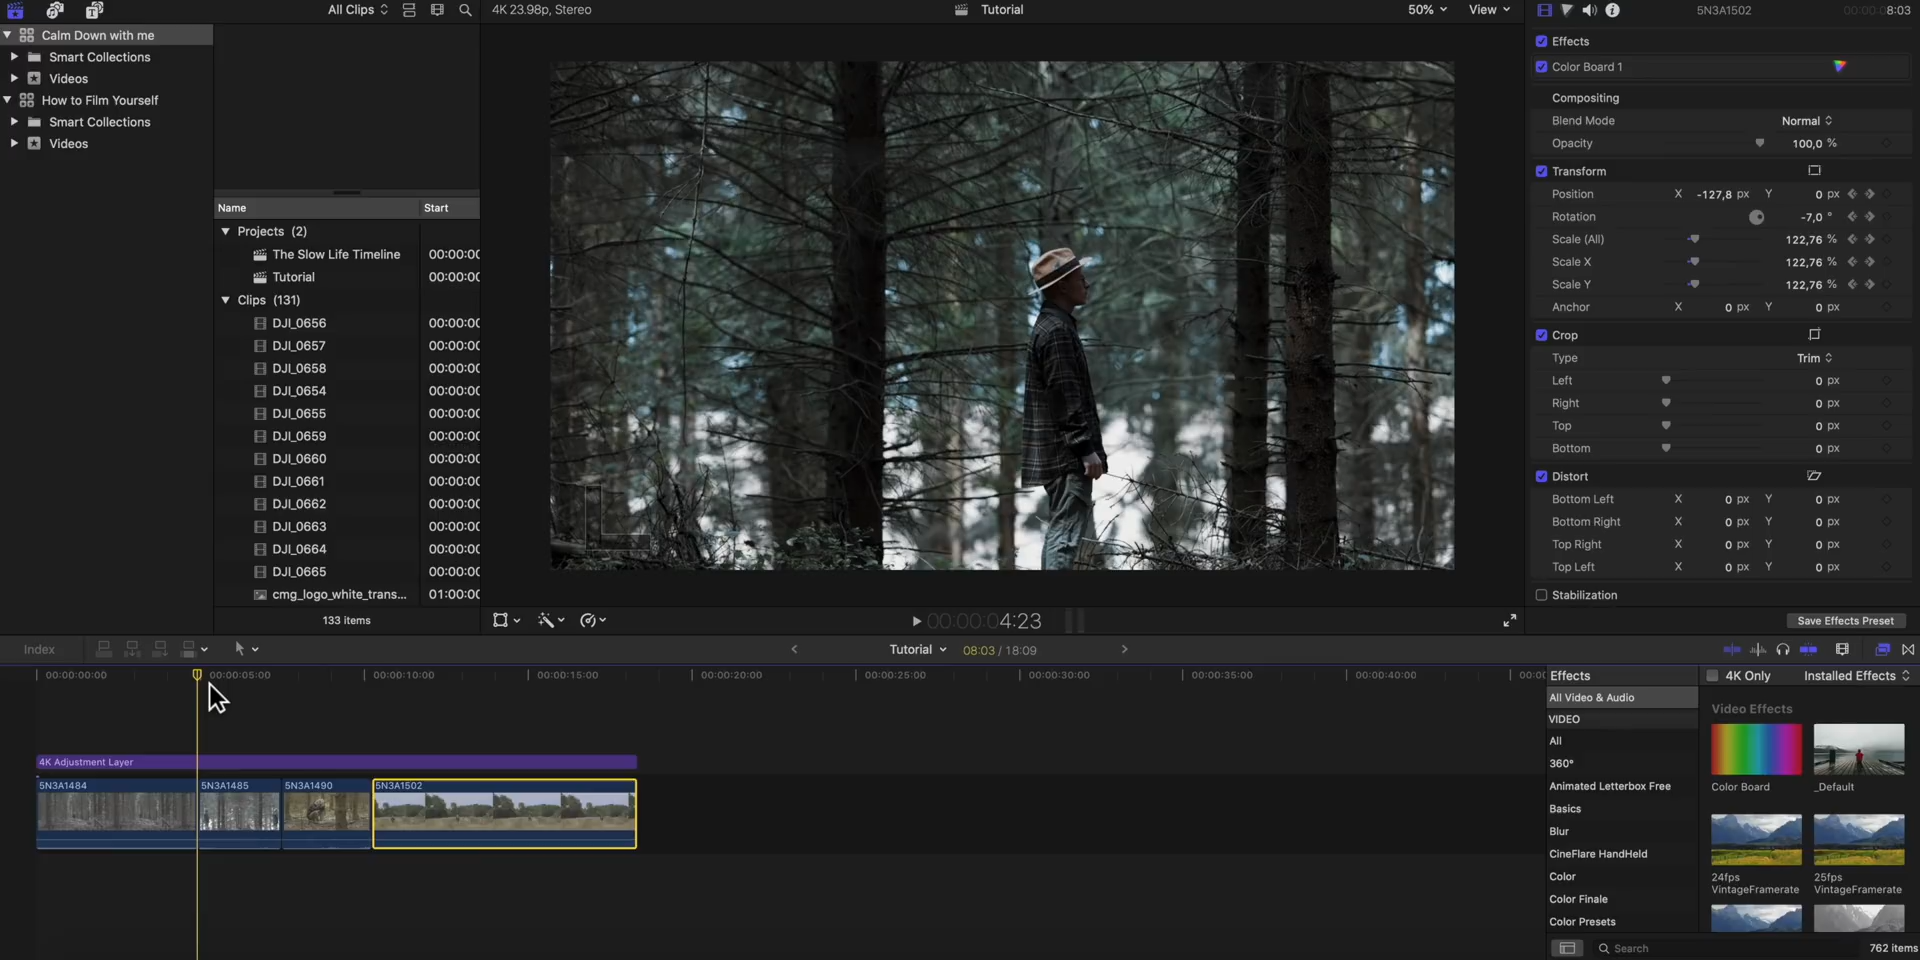 All Clips
4K 23.98p, Stereo
Tutorial
50%
View
5N3A1502
00:00:08:03
Calm Down with me
Smart Collections
Videos
How to Film Yourself
Smart Collections
Videos
Name
Start
Projects (2)
The Slow Life Timeline
00:00:00
Tutorial
00:00:00
Clips (131)
DJI_0656
00:00:00
DJI_0657
00:00:00
DJI_0658
00:00:00
DJI_0654
00:00:00
DJI_0655
00:00:00
DJI_0659
00:00:00
DJI_0660
00:00:00
DJI_0661
00:00:00
DJI_0662
00:00:00
DJI_0663
00:00:00
DJI_0664
00:00:00
DJI_0665
00:00:00
cmg_logo_white_trans...
01:00:00
133 items
00:00:04:23
Effects
Color Board 1
Compositing
Blend Mode
Normal
Opacity
100,0 %
Transform
Position X -127,8 px Y 0 px
Rotation -7,0 °
Scale (All) 122,76 %
Scale X 122,76 %
Scale Y 122,76 %
Anchor X 0 px Y 0 px
Crop
Type Trim
Left 0 px
Right 0 px
Top 0 px
Bottom 0 px
Distort
Bottom Left X 0 px Y 0 px
Bottom Right X 0 px Y 0 px
Top Right X 0 px Y 0 px
Top Left X 0 px Y 0 px
Stabilization
Save Effects Preset
Index
Tutorial
08:03 / 18:09
00:00:00:00
00:00:05:00
00:00:10:00
00:00:15:00
00:00:20:00
00:00:25:00
00:00:30:00
00:00:35:00
00:00:40:00
4K Adjustment Layer
5N3A1484
5N3A1485
5N3A1490
5N3A1502
Effects
4K Only
Installed Effects
All Video & Audio
VIDEO
All
360°
Animated Letterbox Free
Basics
Blur
CineFlare HandHeld
Color
Color Finale
Color Presets
Video Effects
Color Board
_Default
24fps
VintageFramerate
25fps
VintageFramerate
Search
762 items